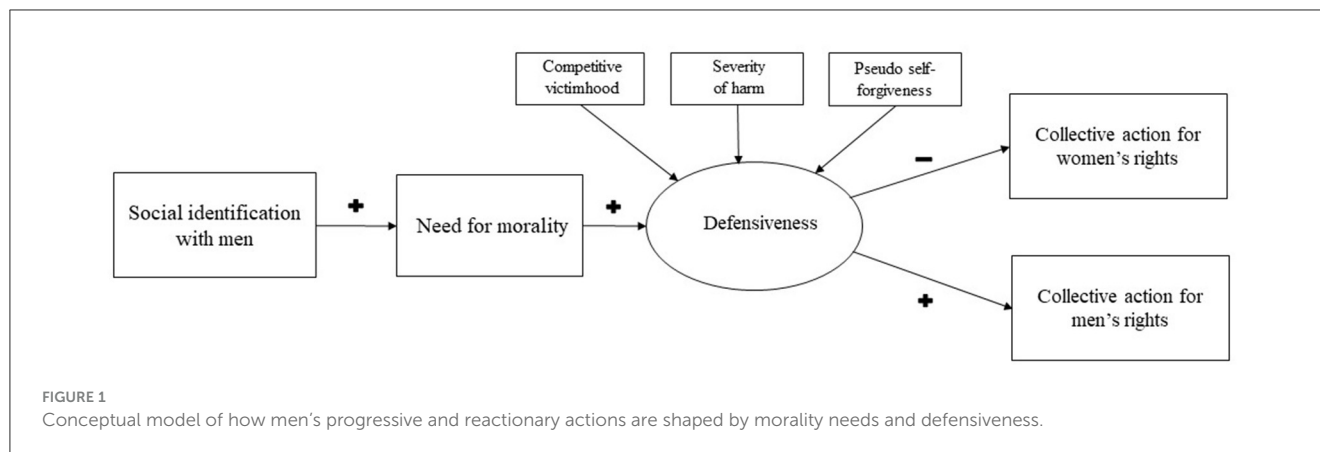 Competitive
victimhood
Severity
of harm
Pseudo self-
forgiveness
Collective action for
women's rights
−
Social identification
with men
+
Need for morality
+
Defensiveness
+
Collective action for
men's rights
FIGURE 1
Conceptual model of how men's progressive and reactionary actions are shaped by morality needs and defensiveness.